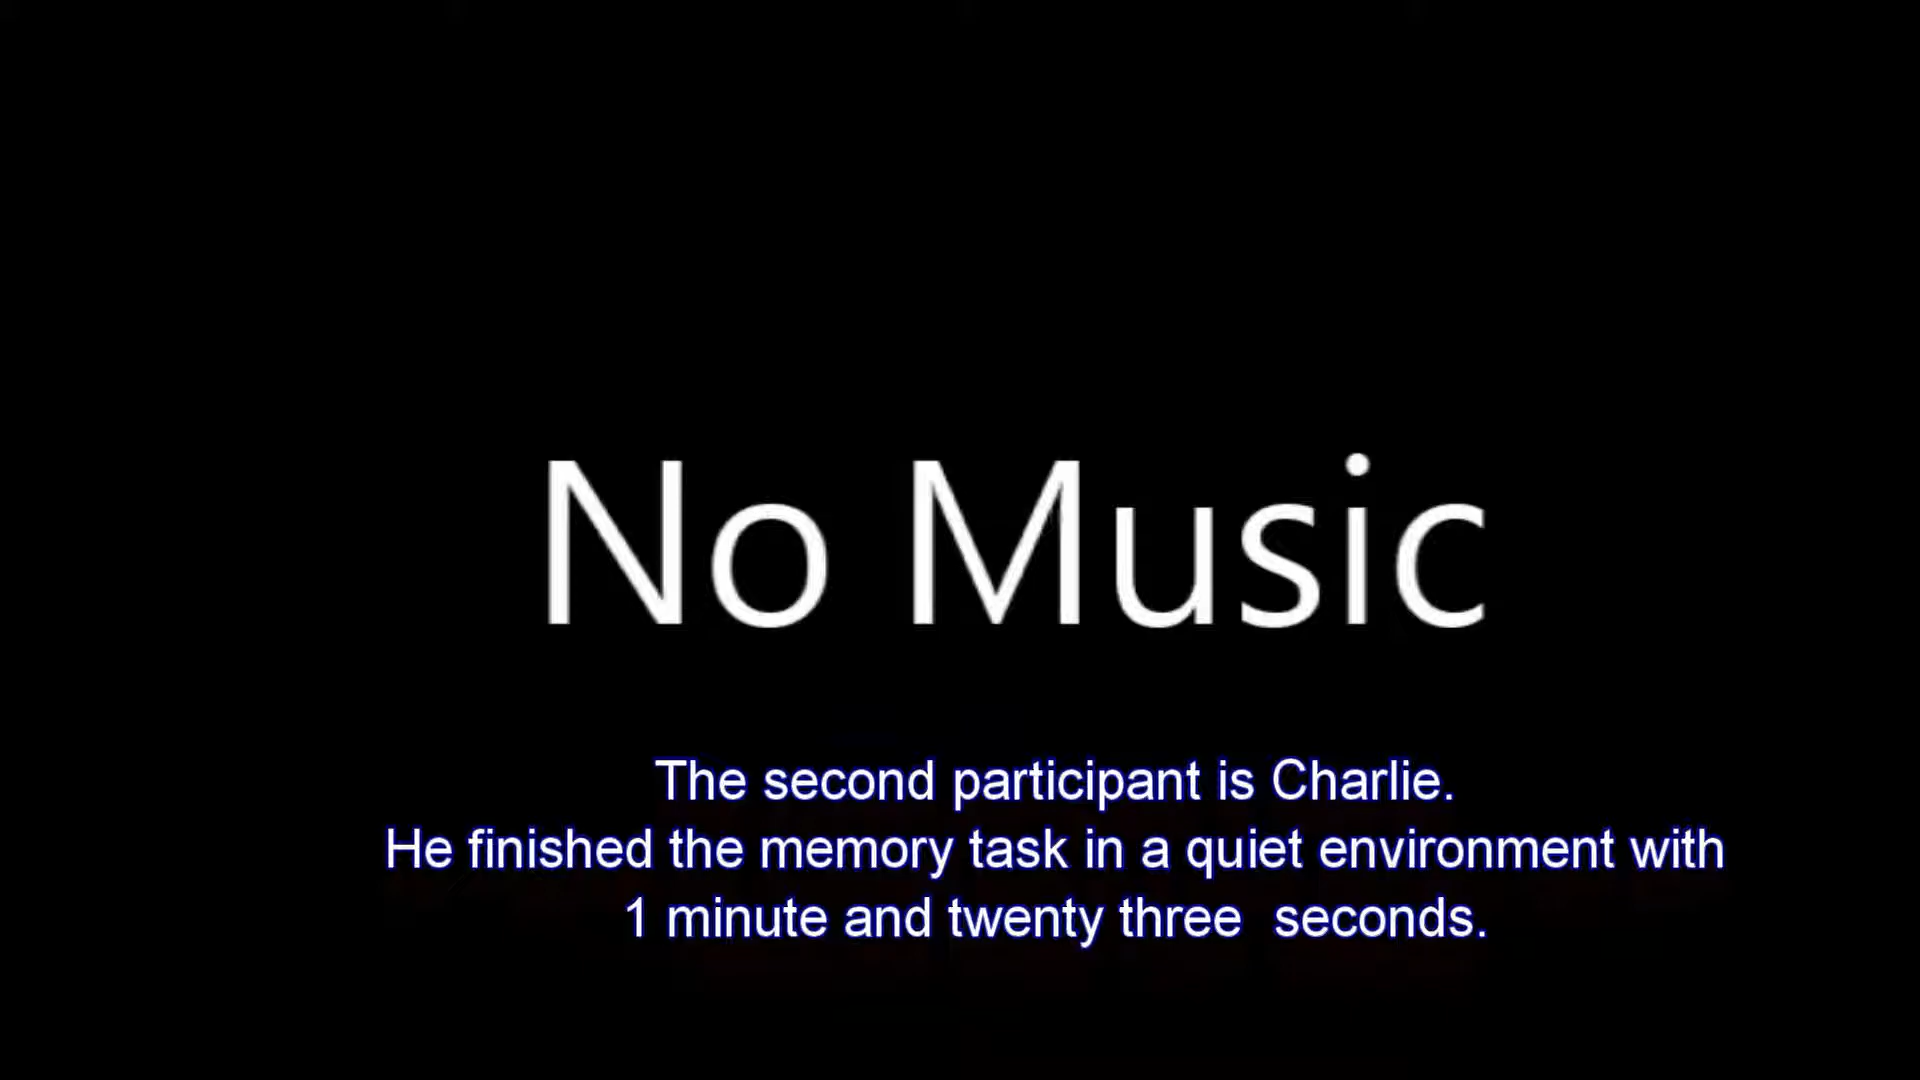 No Music
The second participant is Charlie.
He finished the memory task in a quiet environment with
1 minute and twenty three  seconds.